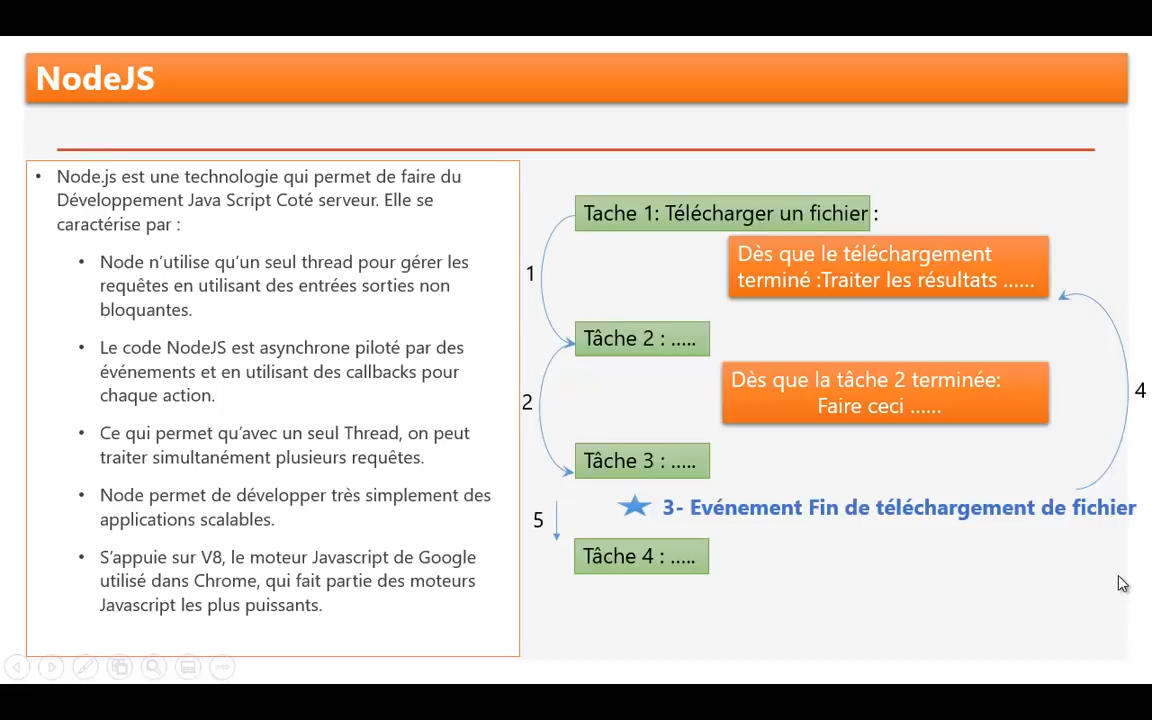 NodeJS
• Node.js est une technologie qui permet de faire du
Développement Java Script Coté serveur. Elle se
caractérise par :
• Node n’utilise qu’un seul thread pour gérer les
requêtes en utilisant des entrées sorties non
bloquantes.
• Le code NodeJS est asynchrone piloté par des
événements et en utilisant des callbacks pour
chaque action.
• Ce qui permet qu’avec un seul Thread, on peut
traiter simultanément plusieurs requêtes.
• Node permet de développer très simplement des
applications scalables.
• S’appuie sur V8, le moteur Javascript de Google
utilisé dans Chrome, qui fait partie des moteurs
Javascript les plus puissants.
Tache 1: Télécharger un fichier :
Dès que le téléchargement
terminé :Traiter les résultats ......
1
Tâche 2 : .....
Dès que la tâche 2 terminée:
Faire ceci ......
2
4
Tâche 3 : .....
3- Evénement Fin de téléchargement de fichier
5
Tâche 4 : .....